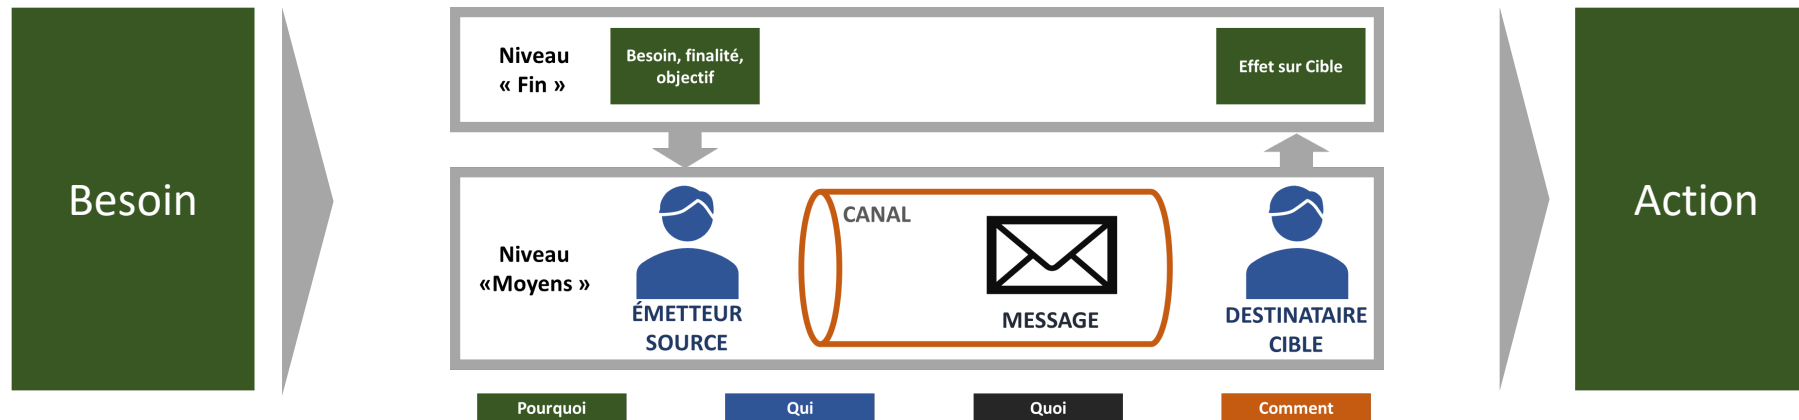 Besoin
Niveau
« Fin »
Besoin, finalité,
objectif
Effet sur Cible
Niveau
«Moyens »
ÉMETTEUR
SOURCE
CANAL
MESSAGE
DESTINATAIRE
CIBLE
Action
Pourquoi
Qui
Quoi
Comment